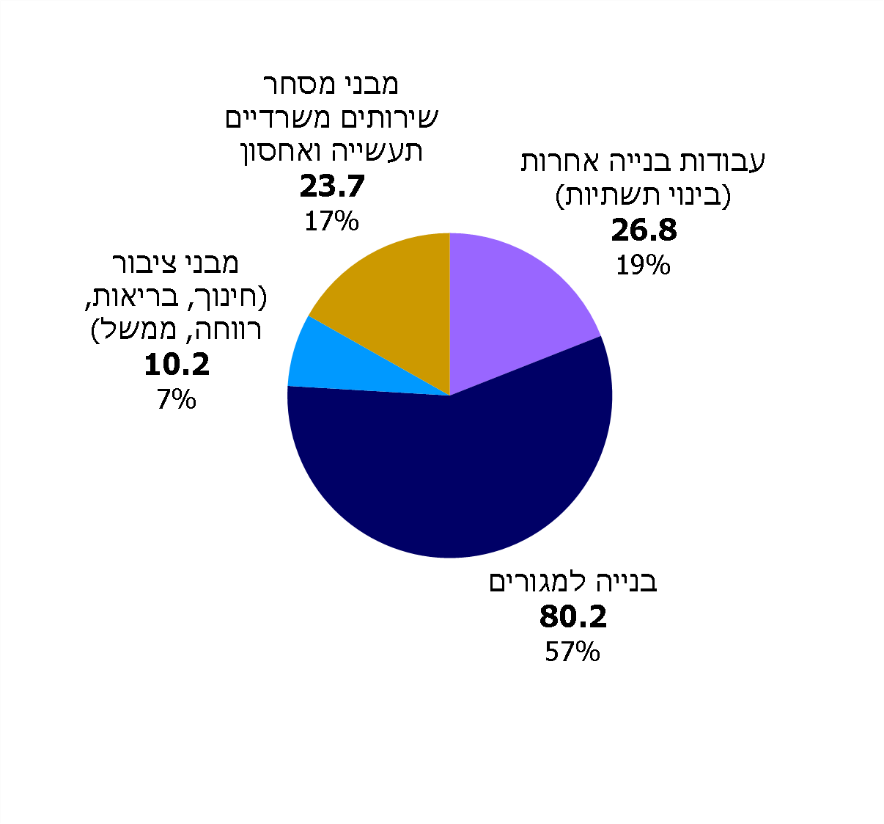 מבני מסחר
שירותים משרדיים
תעשייה ואחסון
23.7
17%
עבודות בנייה אחרות
(בינוי תשתיות)
26.8
19%
מבני ציבור
(חינוך, בריאות,
רווחה, ממשל)
10.2
7%
בנייה למגורים
80.2
57%